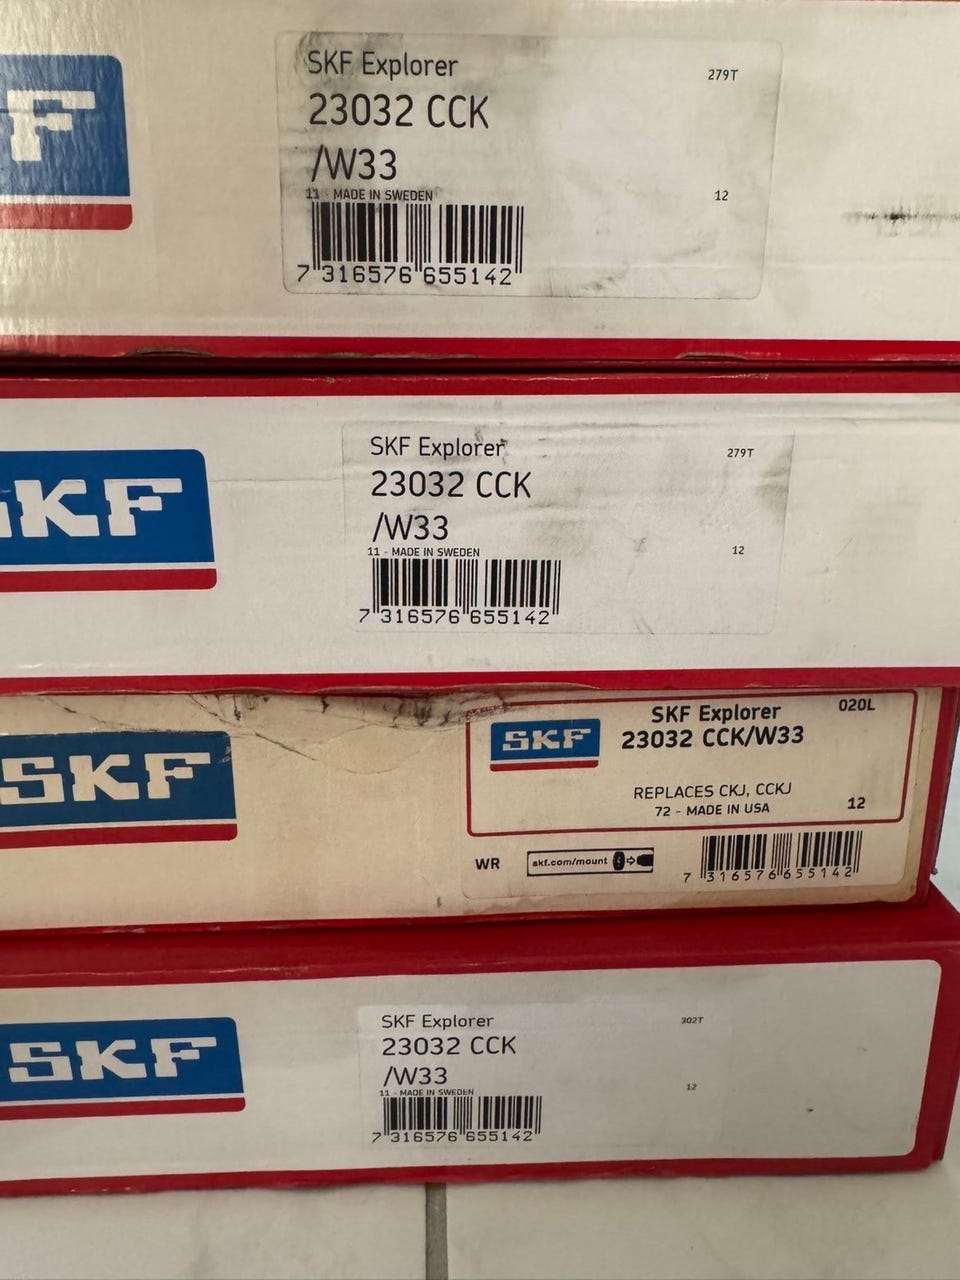 F
SKF Explorer
279T
23032 CCK
/W33
11 - MADE IN SWEDEN
12
7 316576 655142
SKF
SKF Explorer
279T
23032 CCK
/W33
11 - MADE IN SWEDEN
12
7 316576 655142
SKF
SKF
SKF Explorer
020L
23032 CCK/W33
REPLACES CKJ, CCKJ
72 - MADE IN USA
12
WR
skf.com/mount
7 316576 655142
SKF
SKF Explorer
302T
23032 CCK
/W33
11 - MADE IN SWEDEN
12
7 316576 655142